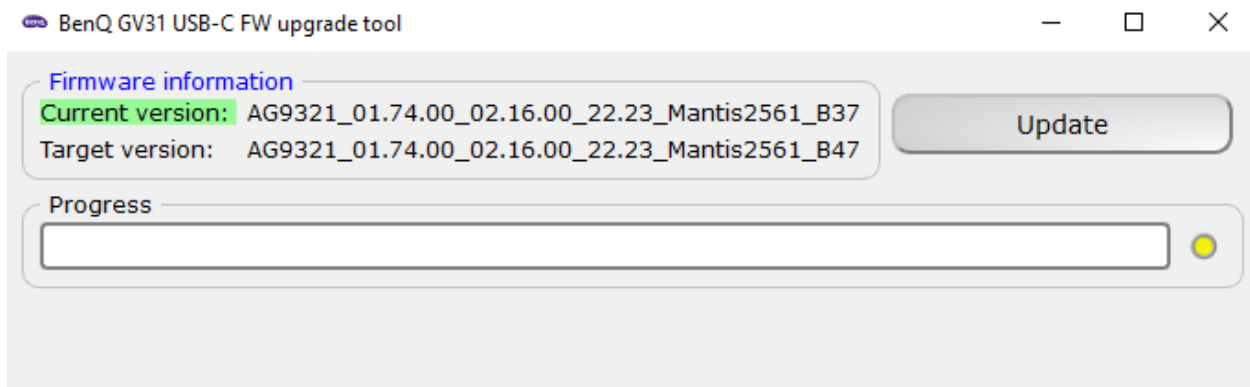 BenQ GV31 USB-C FW upgrade tool
Firmware information
Current version: AG9321_01.74.00_02.16.00_22.23_Mantis2561_B37
Target version: AG9321_01.74.00_02.16.00_22.23_Mantis2561_B47
Update
Progress